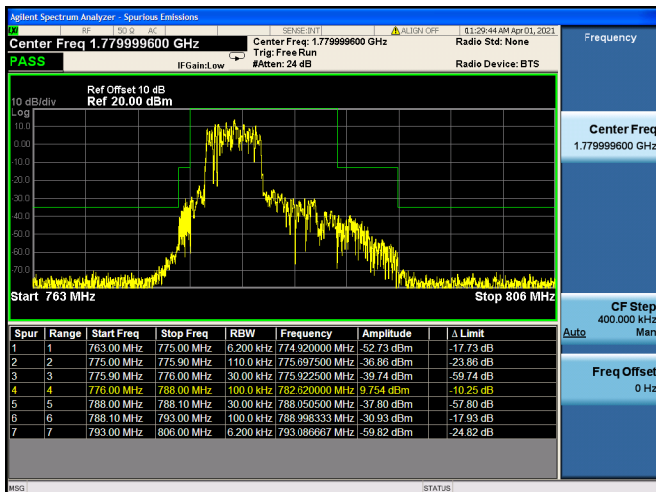 Agilent Spectrum Analyzer - Spurious Emissions
RF 50 Ω AC SENSE:INT ALIGN OFF 01:29:44 AM Apr 01, 2021
Center Freq 1.779999600 GHz
Center Freq: 1.779999600 GHz
Radio Std: None
Trig: Free Run
PASS
IFGain:Low
#Atten: 24 dB
Radio Device: BTS
Ref Offset 10 dB
10 dB/div Ref 20.00 dBm
Log
10.0
0.00
-10.0
-20.0
-30.0
-40.0
-50.0
-60.0
-70.0
Start 763 MHz
Stop 806 MHz
Spur Range Start Freq Stop Freq RBW Frequency Amplitude Δ Limit
1 1 763.00 MHz 775.00 MHz 6.200 kHz 774.920000 MHz -52.73 dBm -17.73 dB
2 2 775.00 MHz 775.90 MHz 110.0 kHz 775.697500 MHz -36.86 dBm -23.86 dB
3 3 775.90 MHz 776.00 MHz 30.00 kHz 775.922500 MHz -39.74 dBm -59.74 dB
4 4 776.00 MHz 788.00 MHz 100.0 kHz 782.620000 MHz 9.754 dBm -10.25 dB
5 5 788.00 MHz 788.10 MHz 30.00 kHz 788.050500 MHz -37.80 dBm -57.80 dB
6 6 788.10 MHz 793.00 MHz 100.0 kHz 788.998333 MHz -30.93 dBm -17.93 dB
7 7 793.00 MHz 806.00 MHz 6.200 kHz 793.086667 MHz -59.82 dBm -24.82 dB
MSG STATUS
Frequency
Center Freq
1.779999600 GHz
CF Step
400.000 kHz
Auto Man
Freq Offset
0 Hz